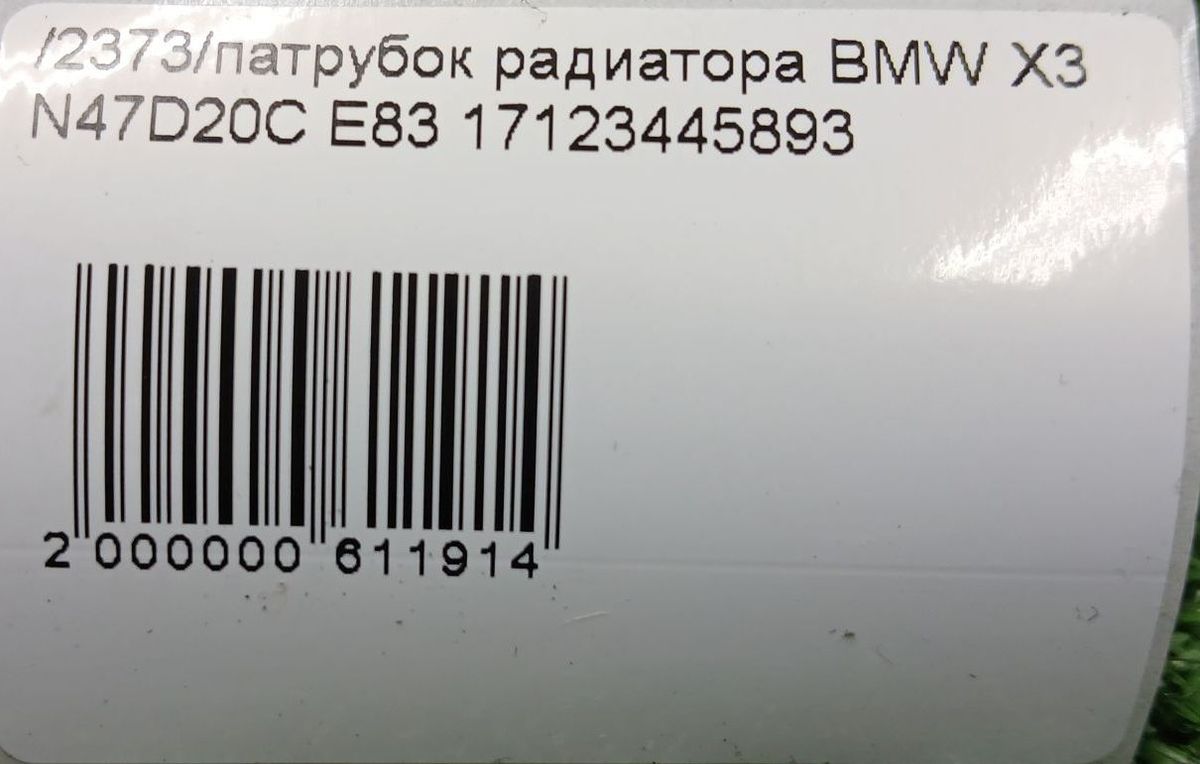 /2373/патрубок радиатора BMW X3
N47D20C E83 17123445893
2 000000 611914